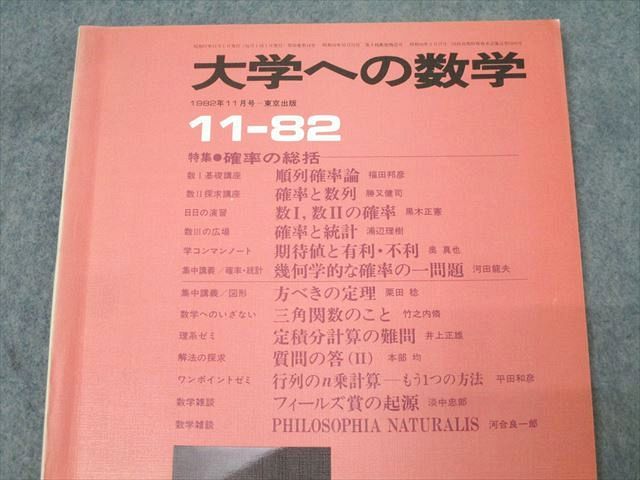 大学への数学
1982年11月号―東京出版
11-82
特集●確率の総括
数I基礎講座 順列確率論 福田邦彦
数II探求講座 確率と数列 勝又健司
日日の演習 数I,数IIの確率 黒木正憲
数IIIの広場 確率と統計 浦辺理樹
学コンマンノート 期待値と有利・不利 奥 真也
集中講義/確率・統計 幾何学的な確率の一問題 河田龍夫
集中講義/図形 方べきの定理 栗田 稔
数学へのいざない 三角関数のこと 竹之内脩
理系ゼミ 定積分計算の難問 井上正雄
解法の探求 質問の答(II) 本部 均
ワンポイントゼミ 行列のn乗計算―もう1つの方法 平田和彦
数学雑談 フィールズ賞の起源 淡中忠郎
数学雑談 PHILOSOPHIA NATURALIS 河合良一郎